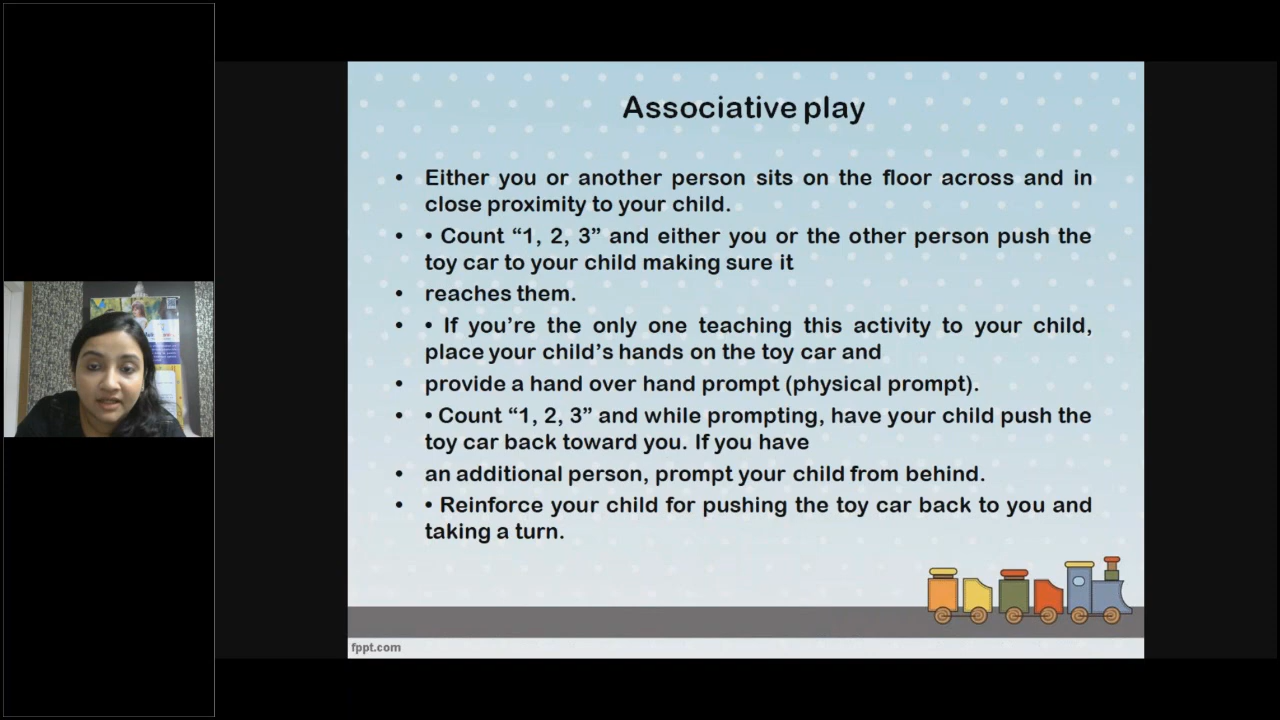 Associative play
• Either you or another person sits on the floor across and in
close proximity to your child.
• • Count “1, 2, 3” and either you or the other person push the
toy car to your child making sure it
• reaches them.
• • If you’re the only one teaching this activity to your child,
place your child’s hands on the toy car and
• provide a hand over hand prompt (physical prompt).
• • Count “1, 2, 3” and while prompting, have your child push the
toy car back toward you. If you have
• an additional person, prompt your child from behind.
• • Reinforce your child for pushing the toy car back to you and
taking a turn.
fppt.com